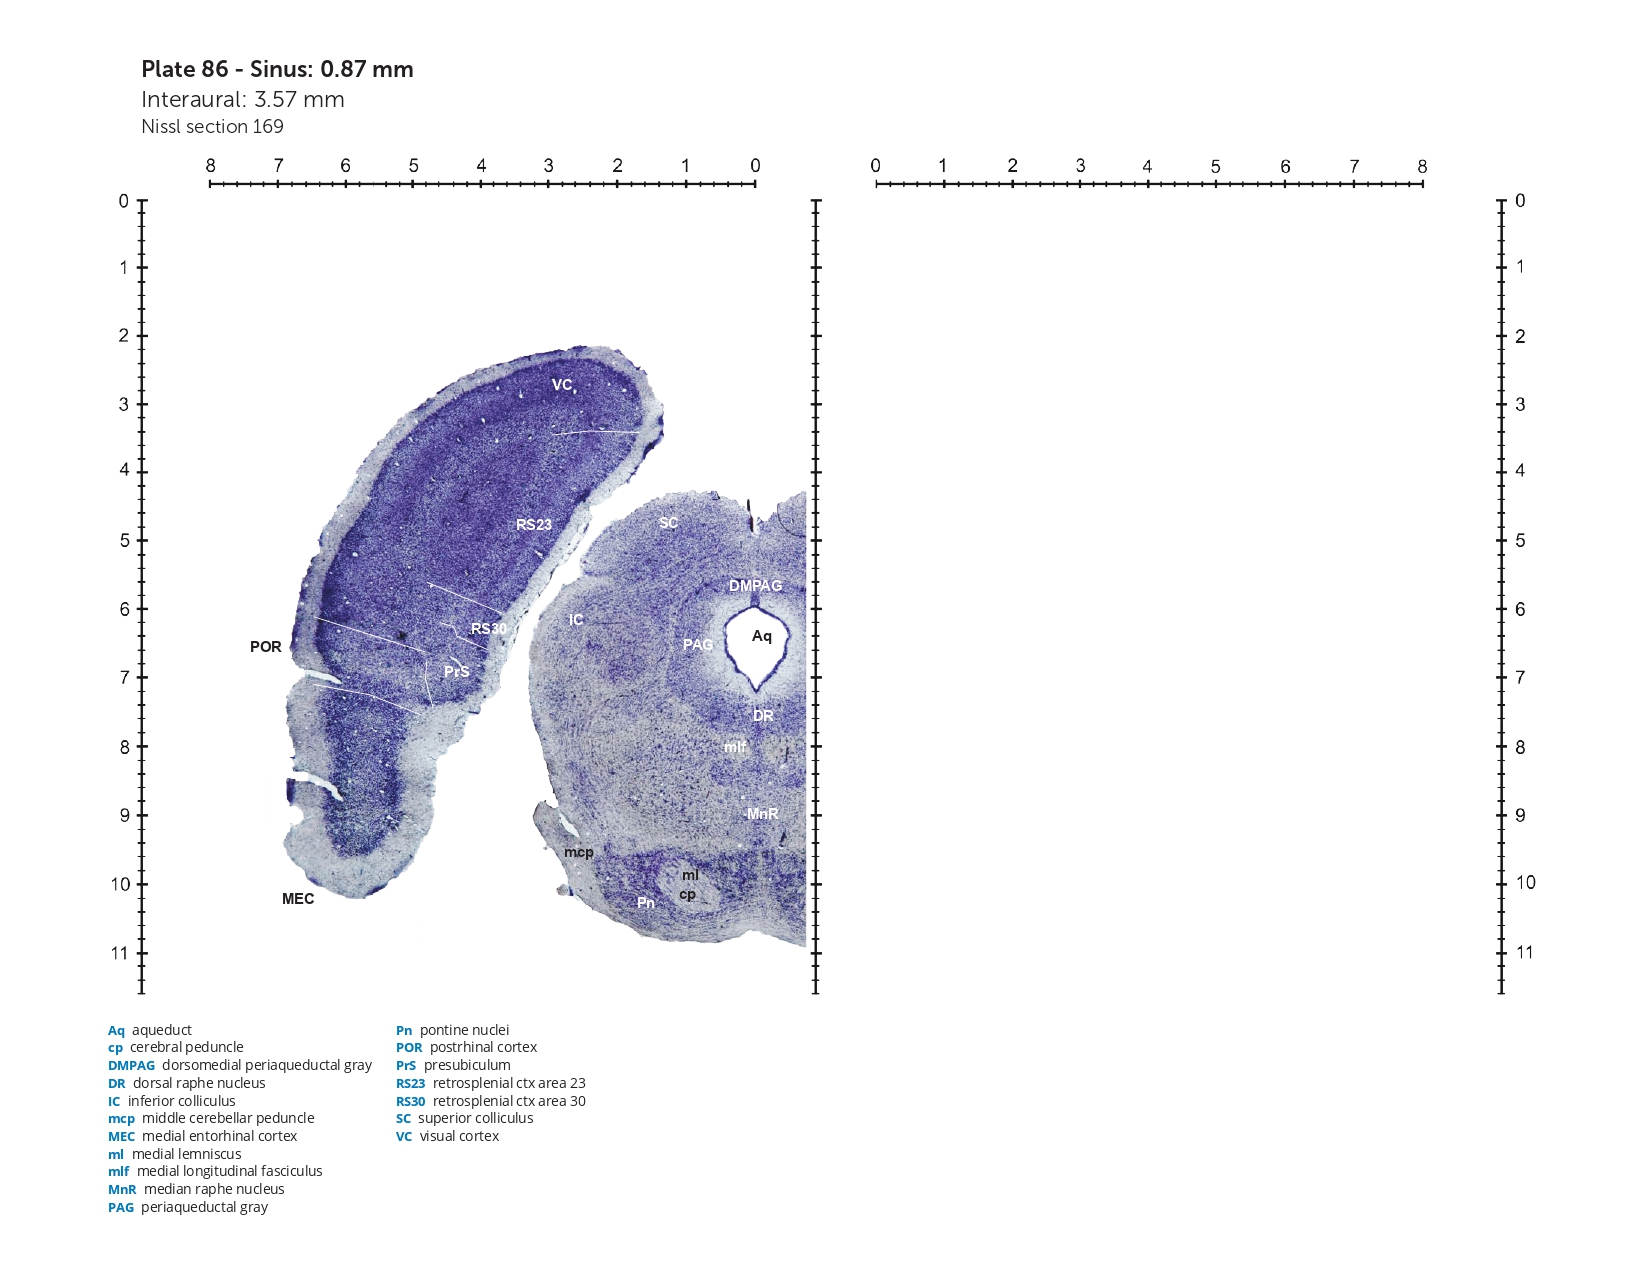 Plate 86 - Sinus: 0.87 mm
Interaural: 3.57 mm
Nissl section 169
8 7 6 5 4 3 2 1 0
0 1 2 3 4 5 6 7 8
0 0
1 1
2 2
3 3
4 4
5 5
6 6
7 7
8 8
9 9
10 10
11 11
VC
RS23
SC
DMPAG
IC
RS30
Aq
POR
PAG
PrS
DR
mlf
MnR
mcp
ml
cp
MEC
Pn
Aq aqueduct
cp cerebral peduncle
DMPAG dorsomedial periaqueductal gray
DR dorsal raphe nucleus
IC inferior colliculus
mcp middle cerebellar peduncle
MEC medial entorhinal cortex
ml medial lemniscus
mlf medial longitudinal fasciculus
MnR median raphe nucleus
PAG periaqueductal gray
Pn pontine nuclei
POR postrhinal cortex
PrS presubiculum
RS23 retrosplenial ctx area 23
RS30 retrosplenial ctx area 30
SC superior colliculus
VC visual cortex